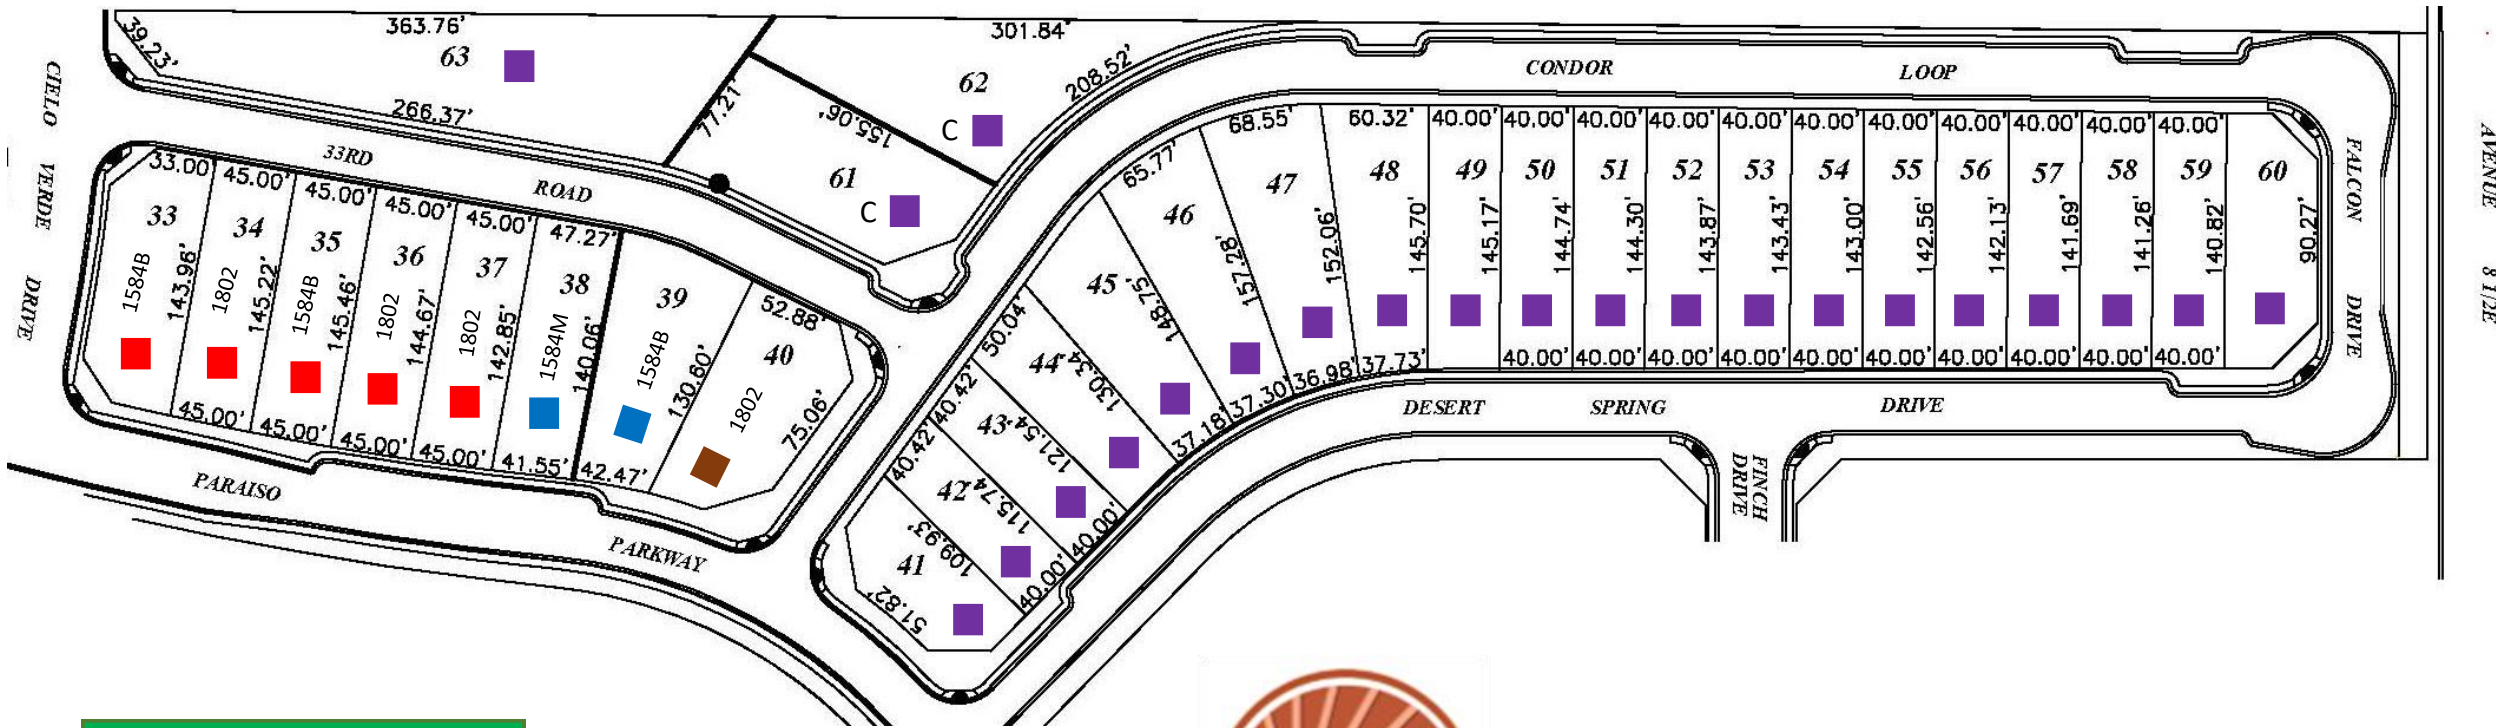 363.76'
301.84'
39.23'
63
62
208.52'
CONDOR LOOP
CIELO VERDE DRIVE
266.37'
77.21'
155.06'
C
61
C
33RD ROAD
68.55'
60.32'
40.00' 40.00' 40.00' 40.00' 40.00' 40.00' 40.00' 40.00' 40.00' 40.00' 40.00'
65.77'
33.00' 45.00' 45.00' 45.00' 45.00' 47.27'
33 34 35 36 37 38 39 40
52.88'
46 47 48 49 50 51 52 53 54 55 56 57 58 59 60
FALCON DRIVE
AVENUE 8 1/2E
143.96' 145.22' 145.46' 144.67' 142.85' 140.06' 130.60' 75.06'
1584B 1802 1584B 1802 1802 1584M 1584B 1802
157.28' 152.06' 145.70' 145.17' 144.74' 144.30' 143.87' 143.43' 143.00' 142.56' 142.13' 141.69' 141.26' 140.82' 90.27'
45
148.75'
50.04'
44
130.34'
40.42'
43
121.54'
40.42'
42
115.74'
41
109.93'
51.82'
40.00' 40.00' 37.18' 37.30' 36.98' 37.73'
40.00' 40.00' 40.00' 40.00' 40.00' 40.00' 40.00' 40.00' 40.00' 40.00'
45.00' 45.00' 45.00' 45.00' 41.55' 42.47'
DESERT SPRING DRIVE
FINCH DRIVE
PARAISO PARKWAY